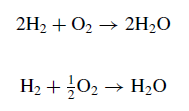 2H₂ + O₂ → 2H₂O
H₂ + ½O₂ → H₂O